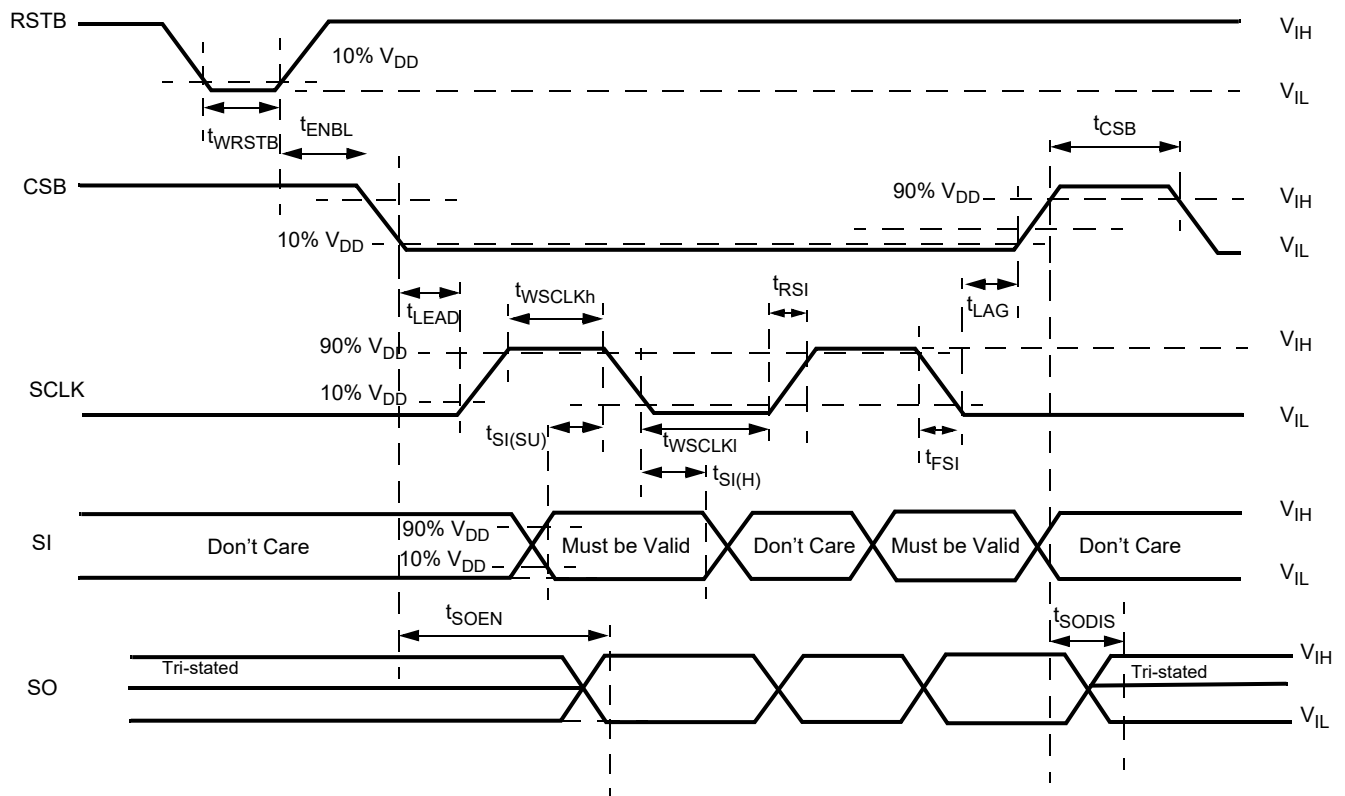 RSTB
V_IH
10% V_DD
V_IL
t_WRSTB
t_ENBL
t_CSB
CSB
90% V_DD
V_IH
10% V_DD
V_IL
t_LEAD
t_WSCLKh
t_RSI
t_LAG
90% V_DD
V_IH
SCLK
10% V_DD
V_IL
t_SI(SU)
t_WSCLKl
t_FSI
t_SI(H)
SI
90% V_DD
V_IH
Don't Care
Must be Valid
Don't Care
Must be Valid
Don't Care
10% V_DD
V_IL
t_SOEN
t_SODIS
SO
Tri-stated
V_IH
Tri-stated
V_IL